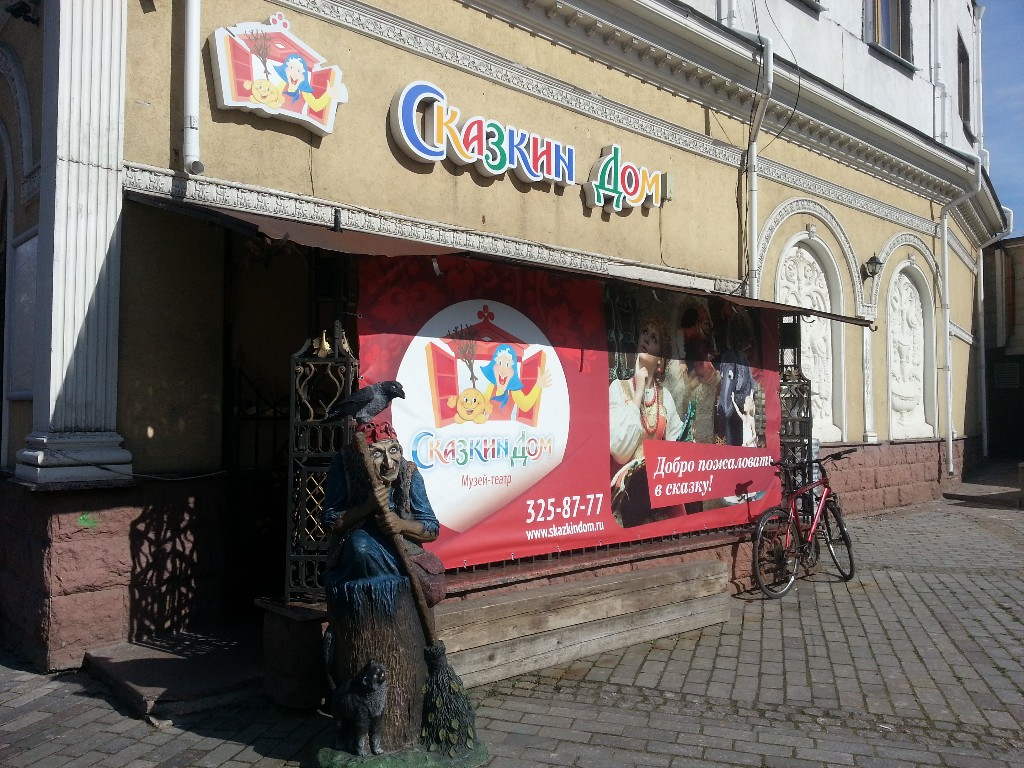 Сказкин Дом
Сказкин Дом
Музей-театр
325-87-77
www.skazkindom.ru
Добро пожаловать
в сказку!